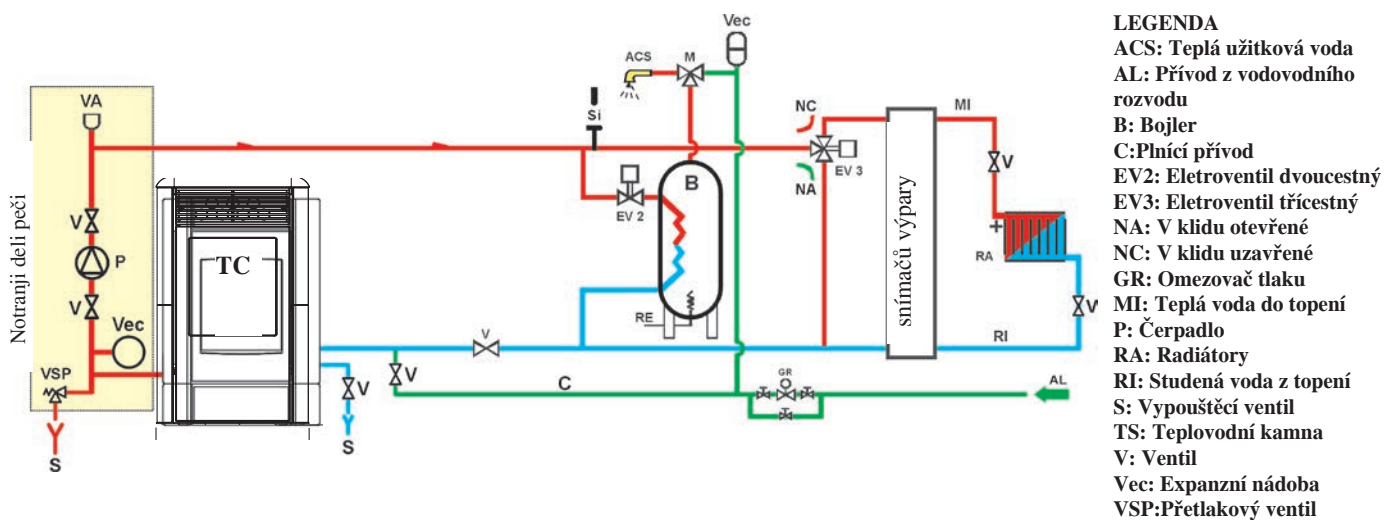 Vec
ACS
M
VA
Si
NC
MI
V
EV 3
B
EV 2
NA
V
TC
P
RA
+
snímačů výpary
Notranji deli peči
V
V
Vec
RE
V
RI
VSP
V
V
C
GR
AL
S
S
LEGENDA
ACS: Teplá užitková voda
AL: Přívod z vodovodního
rozvodu
B: Bojler
C:Plnící přívod
EV2: Eletroventil dvoucestný
EV3: Eletroventil třícestný
NA: V klidu otevřené
NC: V klidu uzavřené
GR: Omezovač tlaku
MI: Teplá voda do topení
P: Čerpadlo
RA: Radiátory
RI: Studená voda z topení
S: Vypouštěcí ventil
TS: Teplovodní kamna
V: Ventil
Vec: Expanzní nádoba
VSP:Přetlakový ventil